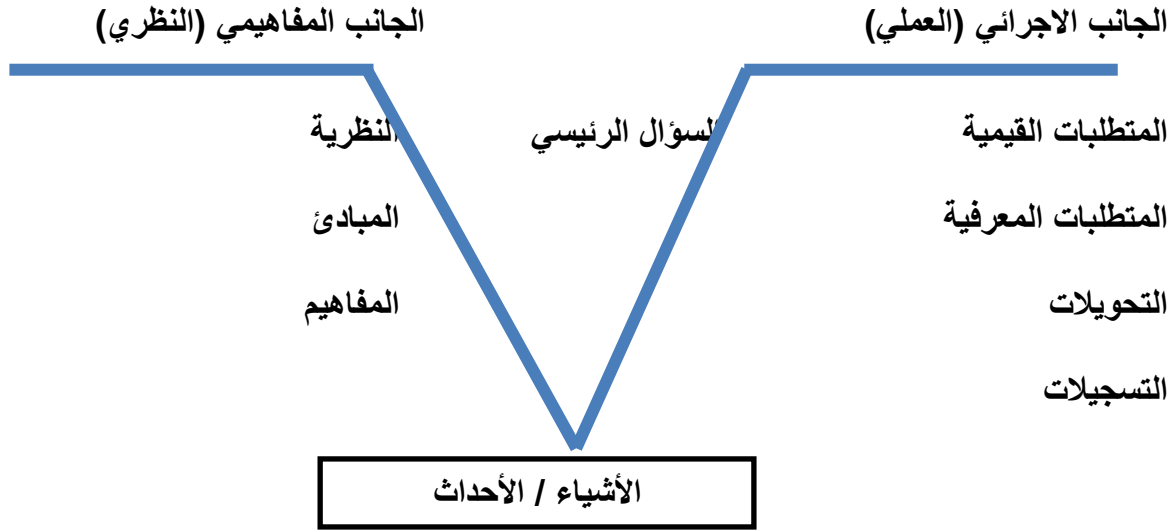 الجانب الاجرائي (العملي)
الجانب المفاهيمي (النظري)
المتطلبات القيمية
السؤال الرئيسي
النظرية
المتطلبات المعرفية
المبادئ
التحويلات
المفاهيم
التسجيلات
الأشياء / الأحداث